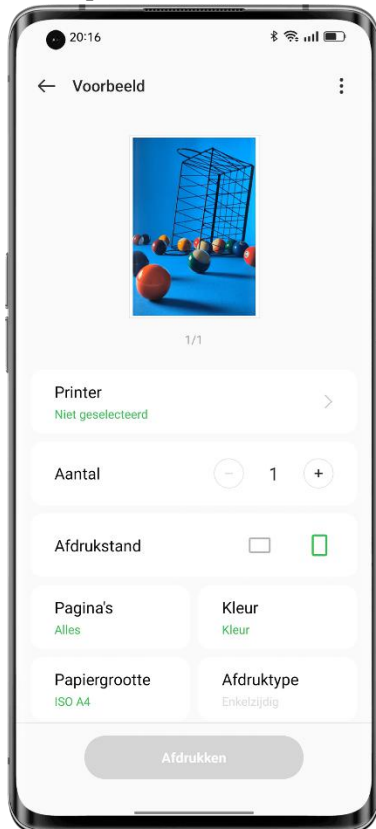 20:16
Voorbeeld
1/1
Printer
Niet geselecteerd
Aantal
1
Afdrukstand
Pagina's
Alles
Kleur
Kleur
Papiergrootte
ISO A4
Afdruktype
Enkelzijdig
Afdrukken